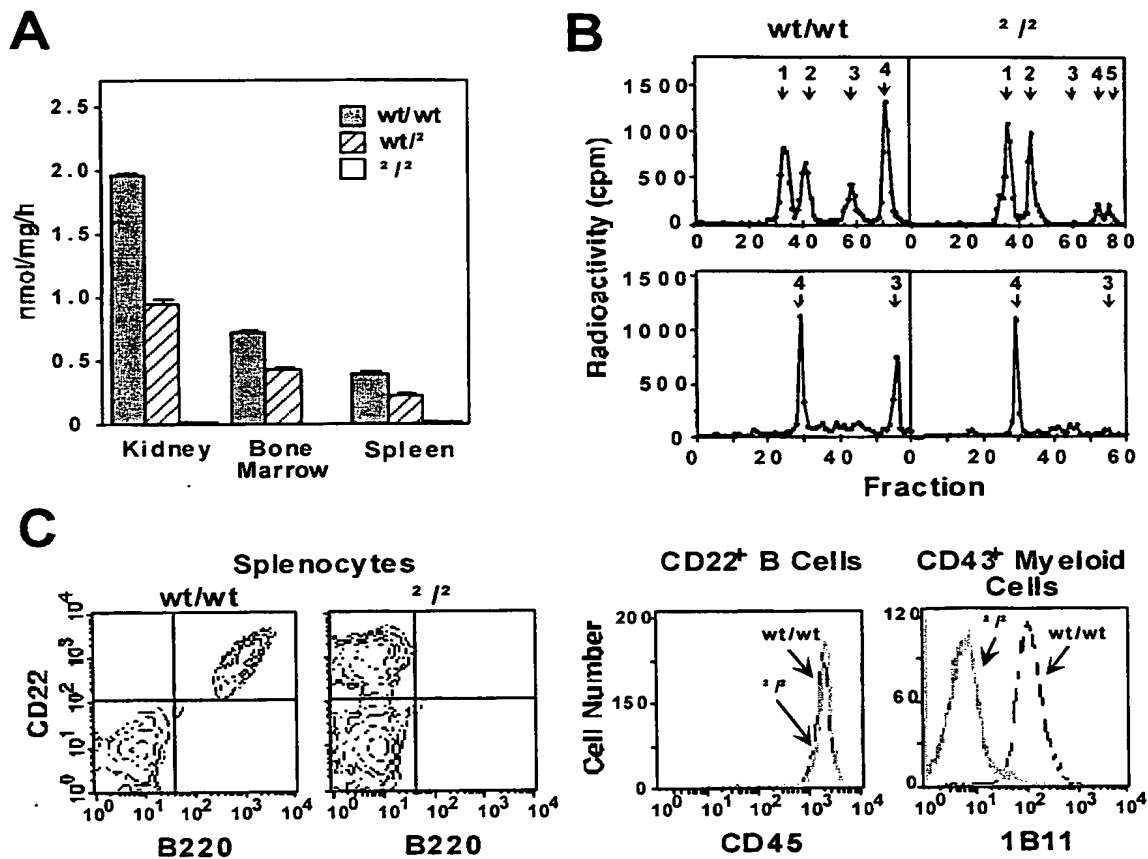 A
2.5
2.0
1.5
1.0
0.5
0
nmol/mg/h
wt/wt
wt/²
²/²
Kidney
Bone Marrow
Spleen
B
wt/wt
²/²
1 2 3 4
1 2 3 4 5
1500
1000
500
0
0 20 40 60 0 20 40 60 80
4 3
4 3
1500
1000
500
0
0 20 40 0 20 40 60
Radioactivity (cpm)
Fraction
C
Splenocytes
wt/wt
²/²
10⁴
10³
10²
10¹
10⁰
CD22
10⁰ 10¹ 10² 10³ 10⁴
10⁰ 10¹ 10² 10³ 10⁴
B220
B220
CD22⁺ B Cells
200
150
0
Cell Number
wt/wt
²/²
10⁰ 10¹ 10² 10³ 10⁴
CD45
CD43⁺ Myeloid
Cells
120
60
0
²/²
wt/wt
10⁰ 10¹ 10² 10³ 10⁴
1B11